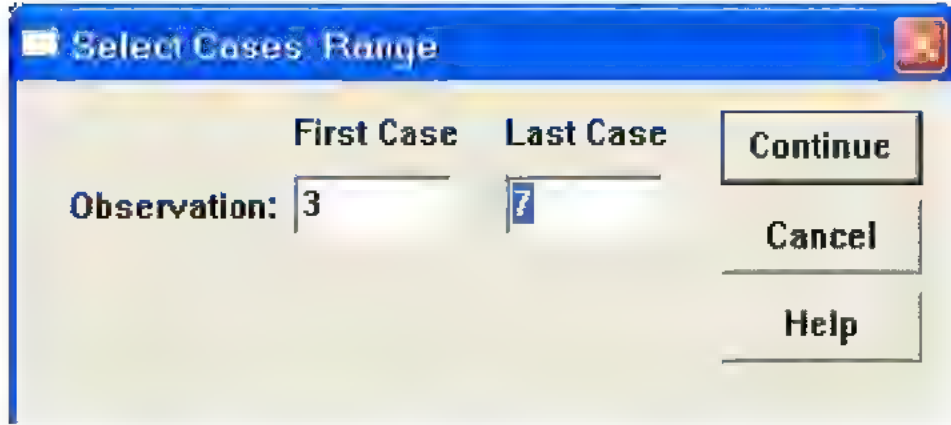 Select Cases: Range
First Case Last Case
Observation: 3 7
Continue
Cancel
Help